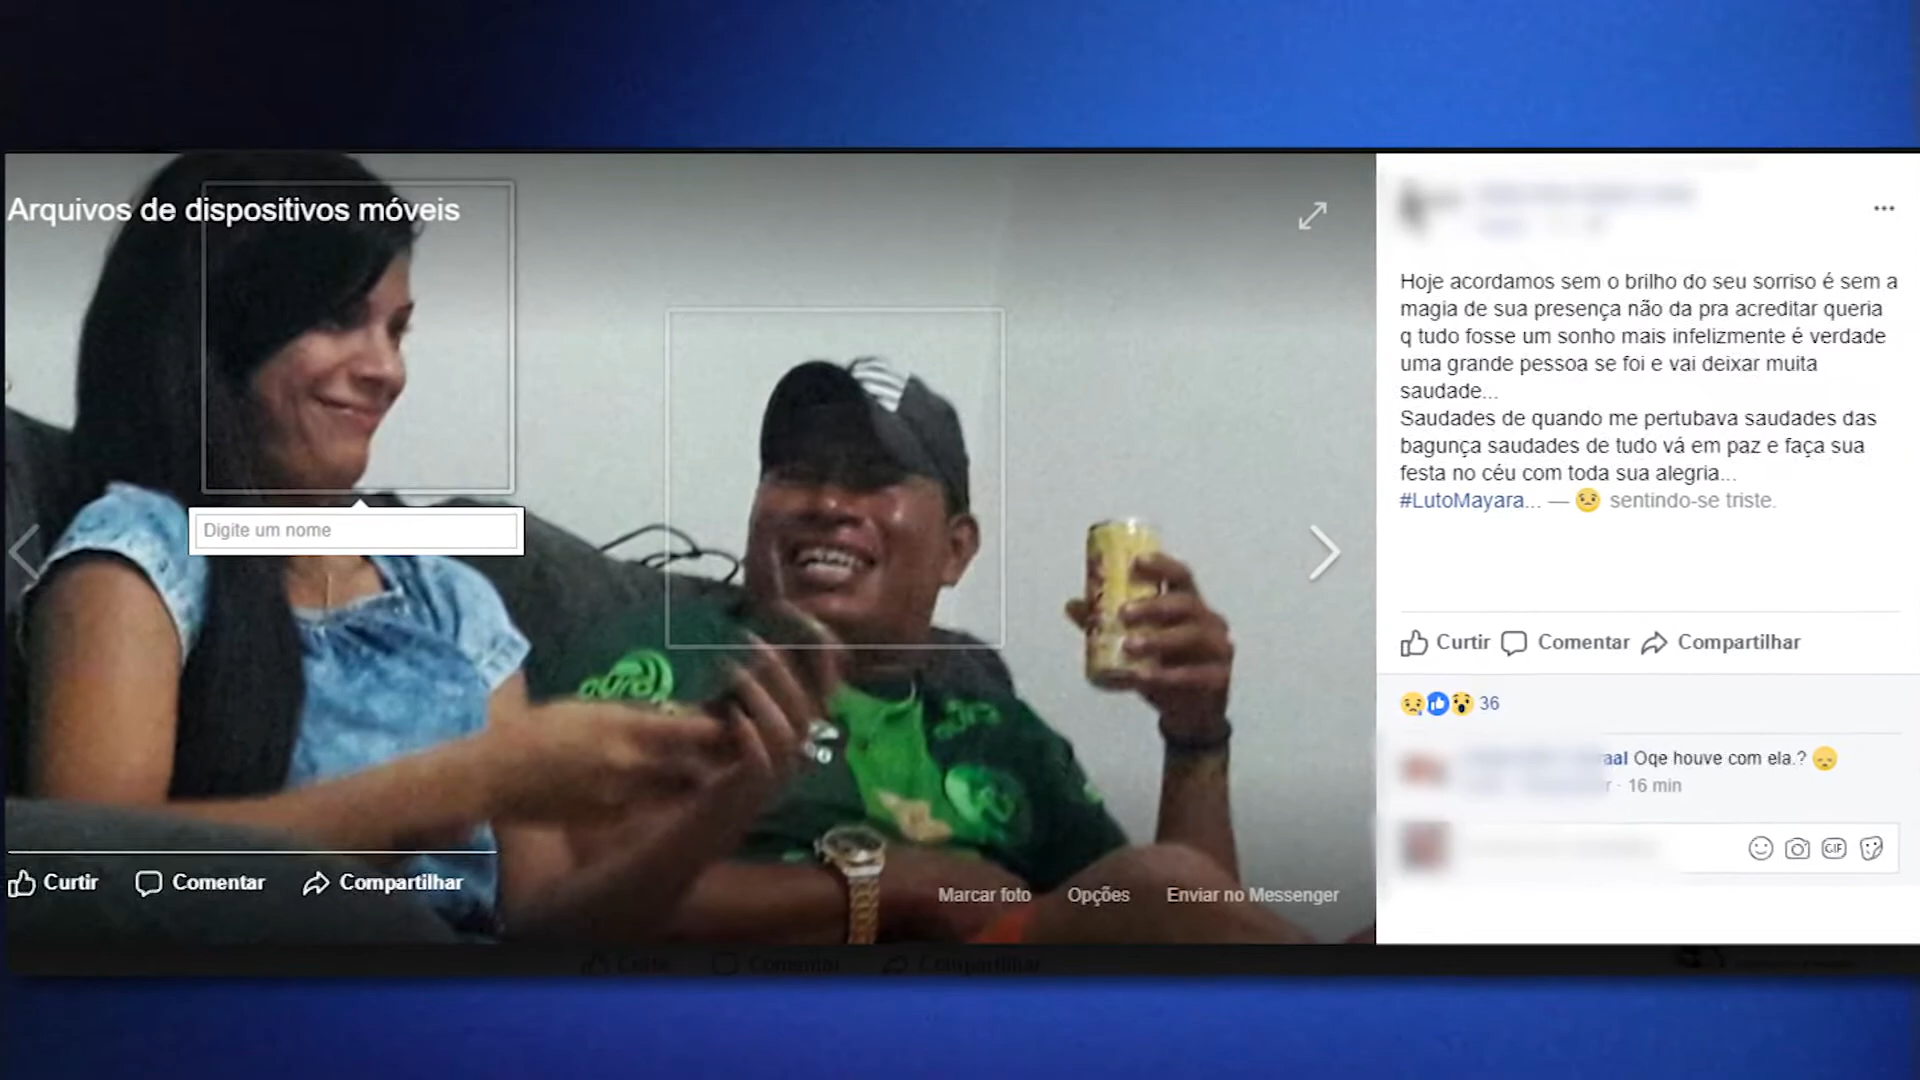 Arquivos de dispositivos móveis
Digite um nome
Curtir
Comentar
Compartilhar
Marcar foto
Opções
Enviar no Messenger
Hoje acordamos sem o brilho do seu sorriso é sem a
magia de sua presença não da pra acreditar queria
q tudo fosse um sonho mais infelizmente é verdade
uma grande pessoa se foi e vai deixar muita
saudade...
Saudades de quando me pertubava saudades das
bagunça saudades de tudo vá em paz e faça sua
festa no céu com toda sua alegria...
#LutoMayara... — sentindo-se triste.
Curtir Comentar Compartilhar
36
Oqe houve com ela.?
16 min
GIF
Comentar
Compartilhar